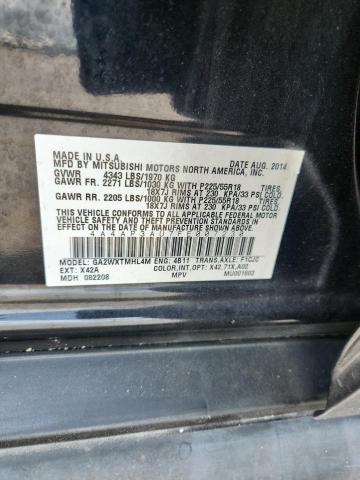 MADE IN U.S.A. DATE AUG. 2014
MFD BY MITSUBISHI MOTORS NORTH AMERICA, INC.
GVWR 4343 LBS/1970 KG
GAWR FR. 2271 LBS/1030 KG WITH P225/55R18 TIRES,
18X7J RIMS AT 230 KPA/33 PSI COLD.
GAWR RR. 2205 LBS/1000 KG WITH P225/55R18 TIRES,
18X7J RIMS AT 230 KPA/33 PSI COLD.
THIS VEHICLE CONFORMS TO ALL APPLICABLE U.S.
FEDERAL MOTOR VEHICLE SAFETY STANDARDS IN
EFFECT ON THE DATE OF MANUFACTURE SHOWN ABOVE.
MODEL: GA2WXTMHL4M ENG: 4B11 TRANS,AXLE: F1CJC
EXT: X42A COLOR,INT,OPT: X42,71X,A02
MDH 082208 MPV MU001602